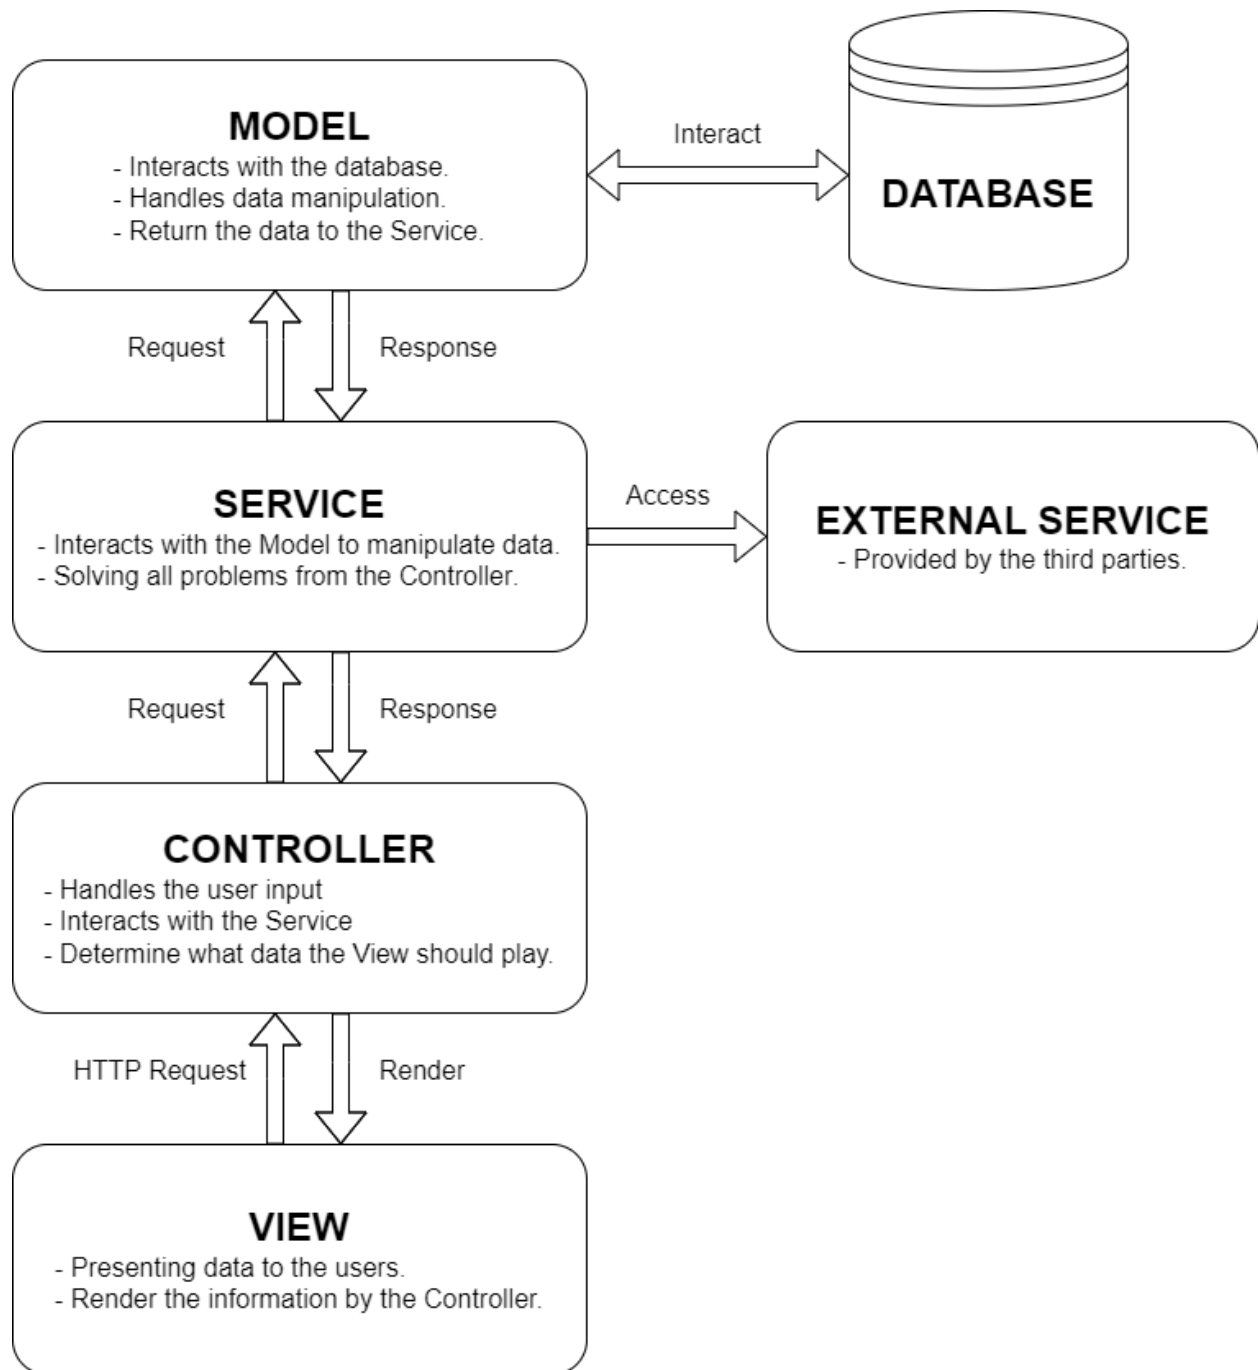 MODEL
- Interacts with the database.
- Handles data manipulation.
- Return the data to the Service.
Interact
DATABASE
Request
Response
SERVICE
- Interacts with the Model to manipulate data.
- Solving all problems from the Controller.
Access
EXTERNAL SERVICE
- Provided by the third parties.
Request
Response
CONTROLLER
- Handles the user input
- Interacts with the Service
- Determine what data the View should play.
HTTP Request
Render
VIEW
- Presenting data to the users.
- Render the information by the Controller.